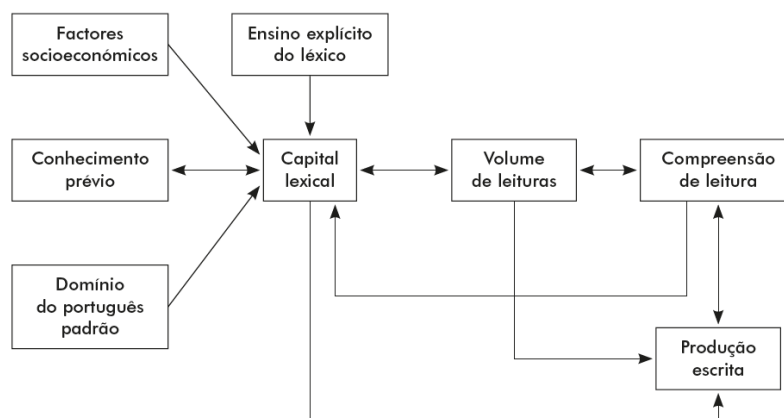 Factores
socioeconómicos
Ensino explícito
do léxico
Conhecimento
prévio
Capital
lexical
Volume
de leituras
Compreensão
de leitura
Domínio
do português
padrão
Produção
escrita